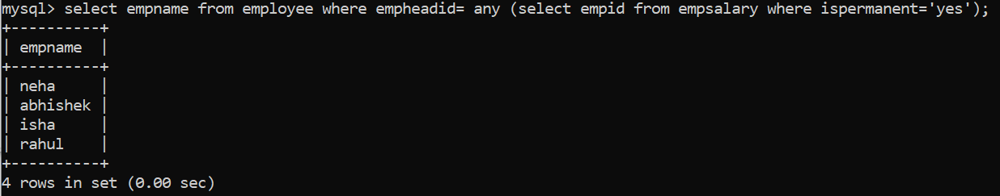 mysql> select empname from employee where empheadid= any (select empid from empsalary where ispermanent='yes');
+----------+
| empname  |
+----------+
| neha     |
| abhishek |
| isha     |
| rahul    |
+----------+
4 rows in set (0.00 sec)